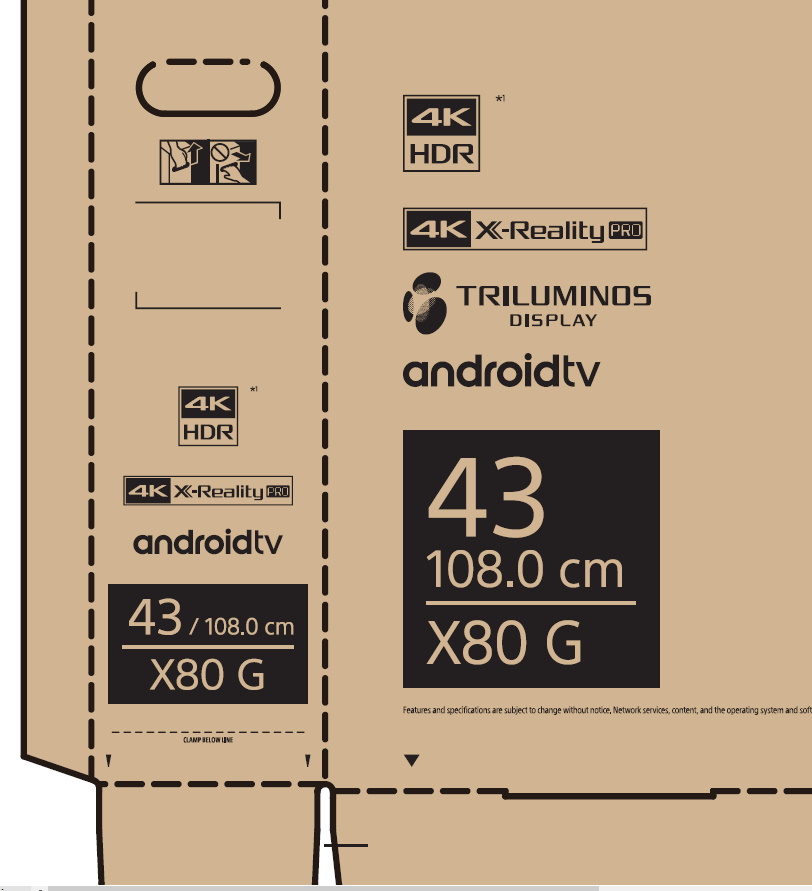 4K
HDR
*1
4K X-Reality PRO
androidtv
43 / 108.0 cm
X80 G
CLAMP BELOW LINE
4K
HDR
*1
4K X-Reality PRO
TRILUMINOS
DISPLAY
androidtv
43
108.0 cm
X80 G
Features and specifications are subject to change without notice, Network services, content, and the operating system and soft